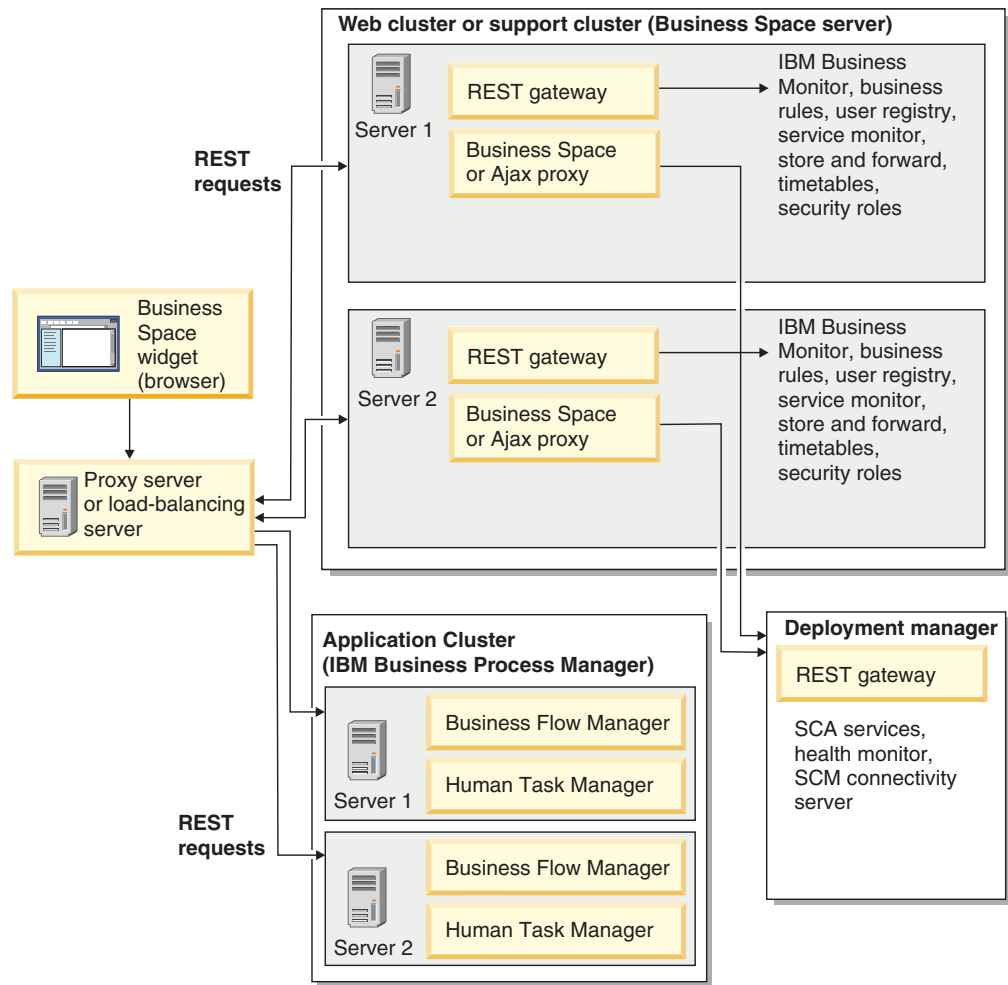 Web cluster or support cluster (Business Space server)
Server 1
REST gateway
Business Space
or Ajax proxy
IBM Business
Monitor, business
rules, user registry,
service monitor,
store and forward,
timetables,
security roles
REST
requests
Business
Space
widget
(browser)
Server 2
REST gateway
Business Space
or Ajax proxy
IBM Business
Monitor, business
rules, user registry,
service monitor,
store and forward,
timetables,
security roles
Proxy server
or load-balancing
server
Application Cluster
(IBM Business Process Manager)
Server 1
Business Flow Manager
Human Task Manager
REST
requests
Server 2
Business Flow Manager
Human Task Manager
Deployment manager
REST gateway
SCA services,
health monitor,
SCM connectivity
server